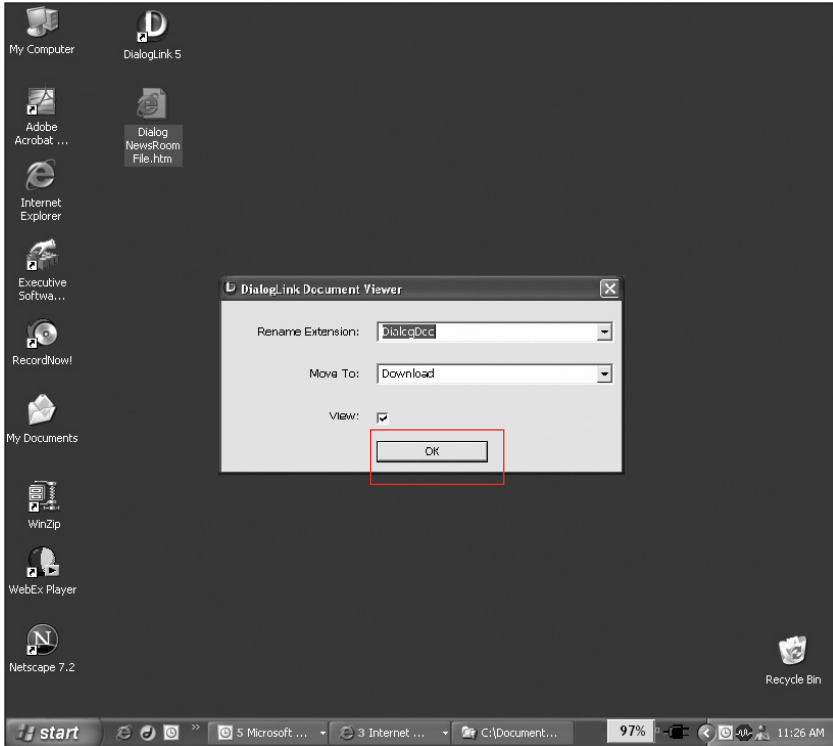 My Computer
DialogLink 5
Adobe
Acrobat ...
Dialog
NewsRoom
File.htm
Internet
Explorer
Executive
Softwa...
DialogLink Document Viewer
Rename Extension:
DialogDoc
RecordNow!
Move To:
Download
View:
My Documents
OK
WinZip
WebEx Player
Netscape 7.2
Recycle Bin
start
5 Microsoft ...
3 Internet ...
C:\Document...
97%
11:26 AM